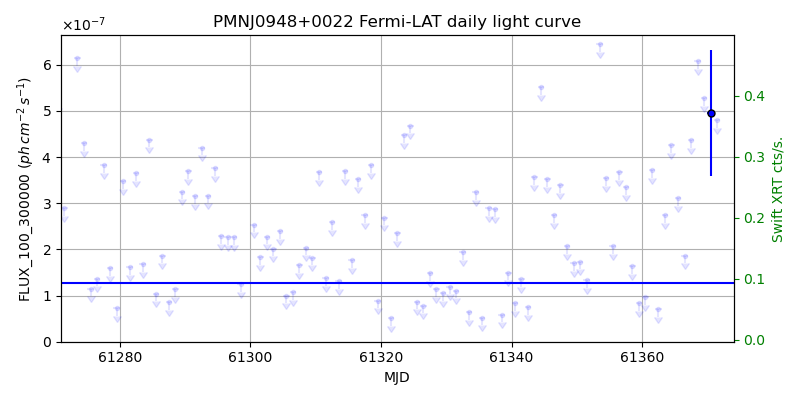 PMNJ0948+0022 Fermi-LAT daily light curve
×10⁻⁷
FLUX_100_300000 (ph cm⁻² s⁻¹)
6
5
4
3
2
1
0
0.4
0.3
0.2
0.1
0.0
Swift XRT cts/s.
61280 61300 61320 61340 61360
MJD